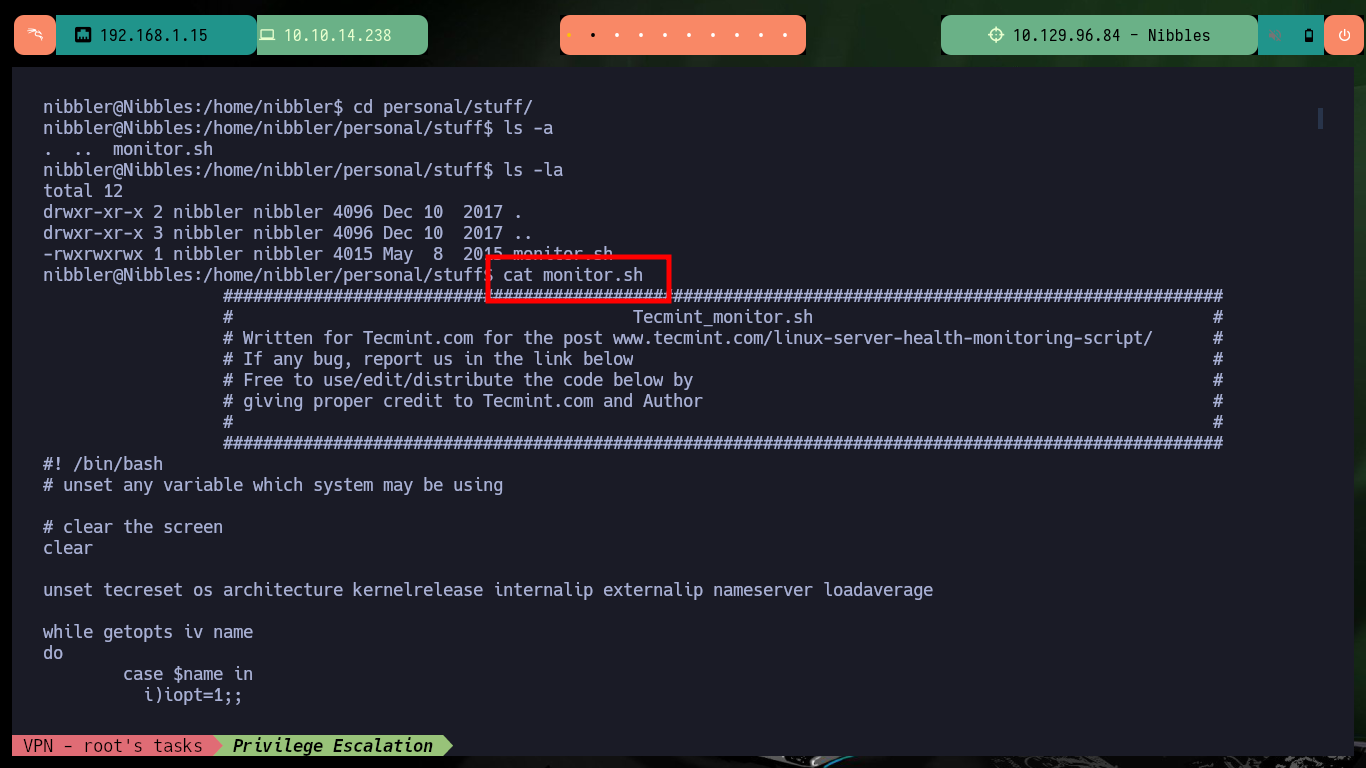 192.168.1.15 10.10.14.238 10.129.96.84 - Nibbles
nibbler@Nibbles:/home/nibbler$ cd personal/stuff/
nibbler@Nibbles:/home/nibbler/personal/stuff$ ls -a
. .. monitor.sh
nibbler@Nibbles:/home/nibbler/personal/stuff$ ls -la
total 12
drwxr-xr-x 2 nibbler nibbler 4096 Dec 10 2017 .
drwxr-xr-x 3 nibbler nibbler 4096 Dec 10 2017 ..
-rwxrwxrwx 1 nibbler nibbler 4015 May 8 2015 monitor.sh
nibbler@Nibbles:/home/nibbler/personal/stuff$ cat monitor.sh
####################################################################################################
# Tecmint_monitor.sh #
# Written for Tecmint.com for the post www.tecmint.com/linux-server-health-monitoring-script/ #
# If any bug, report us in the link below #
# Free to use/edit/distribute the code below by #
# giving proper credit to Tecmint.com and Author #
# #
####################################################################################################
#! /bin/bash
# unset any variable which system may be using
# clear the screen
clear
unset tecreset os architecture kernelrelease internalip externalip nameserver loadaverage
while getopts iv name
do
case $name in
i)iopt=1;;
VPN - root's tasks Privilege Escalation